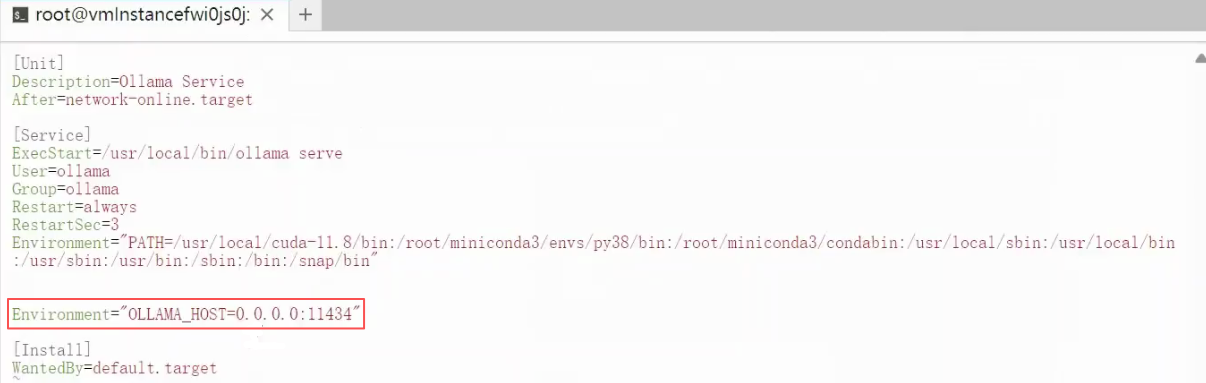 root@vmInstancefwi0js0j:
[Unit]
Description=Ollama Service
After=network-online.target
[Service]
ExecStart=/usr/local/bin/ollama serve
User=ollama
Group=ollama
Restart=always
RestartSec=3
Environment="PATH=/usr/local/cuda-11.8/bin:/root/miniconda3/envs/py38/bin:/root/miniconda3/condabin:/usr/local/sbin:/usr/local/bin
:/usr/sbin:/usr/bin:/sbin:/bin:/snap/bin"
Environment="OLLAMA_HOST=0.0.0.0:11434"
[Install]
WantedBy=default.target
~